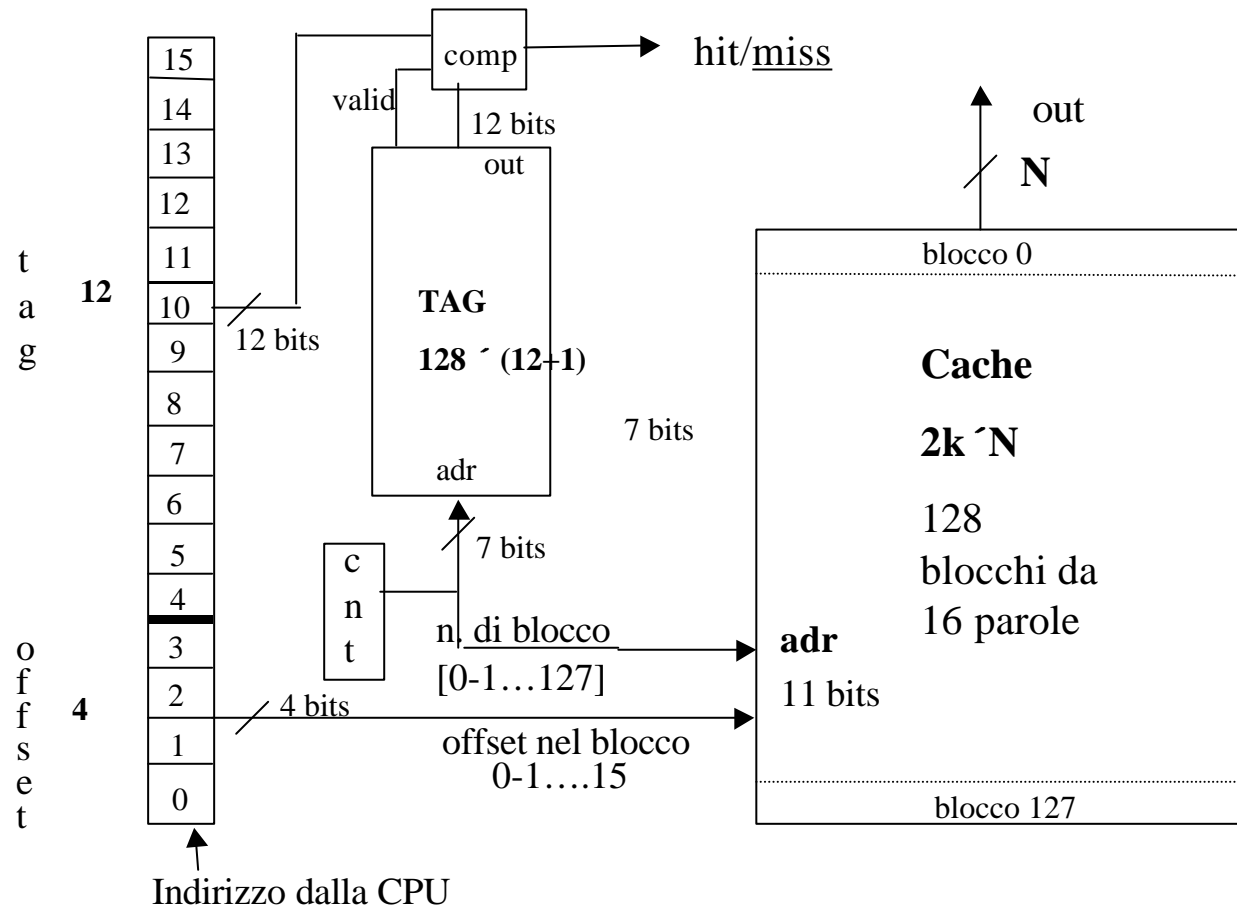 15
14
13
12
11
10
9
8
7
6
5
4
3
2
1
0
tag
12
offset
4
12 bits
4 bits
Indirizzo dalla CPU
comp
hit/miss
valid
12 bits
out
TAG
128 ´ (12+1)
adr
7 bits
7 bits
cnt
n. di blocco
[0-1…127]
offset nel blocco
0-1….15
out
N
blocco 0
Cache
2k ´N
128
blocchi da
16 parole
adr
11 bits
blocco 127